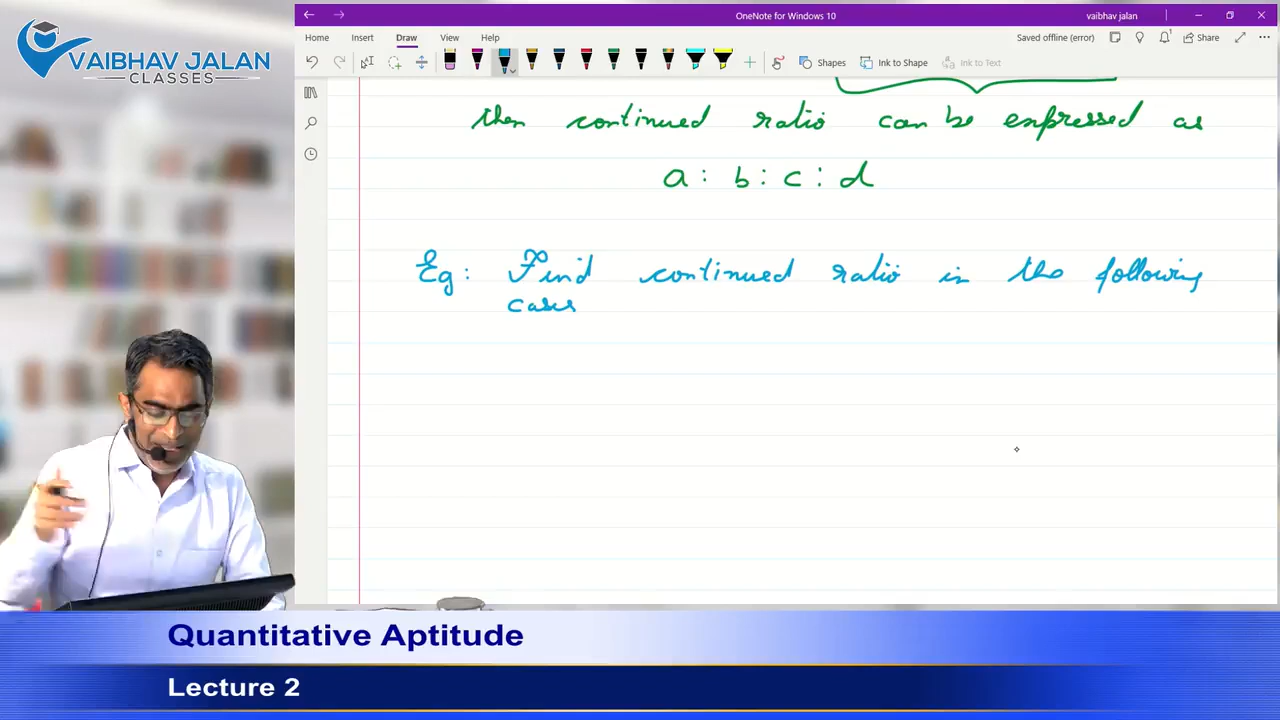 VAIBHAV JALAN
CLASSES
OneNote for Windows 10
vaibhav jalan
Home Insert Draw View Help
Saved offline (error)
Share
Shapes
Ink to Shape
Ink to Text
then continued ratio can be expressed as
a : b : c : d
Eg: Find continued ratio in the following
cases
Quantitative Aptitude
Lecture 2